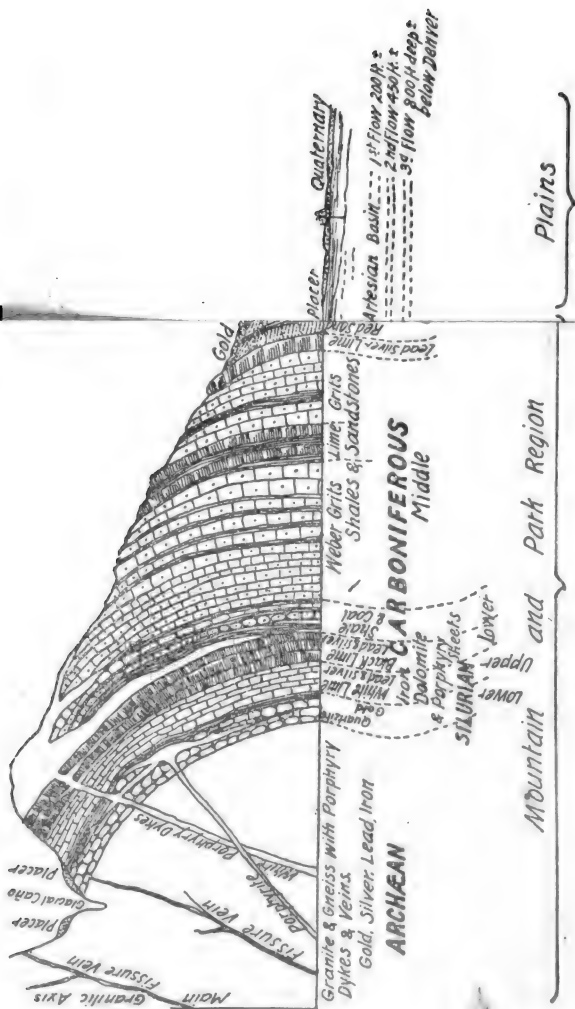 Granitic Axis
Main
Fissure Vein
Placer
Glacial Caño
Placer
Fissure Vein
Porphyrite
White
Porphyry Dykes
Gold
Placer
Quaternary
Granite & Gneiss with Porphyry
Dykes & Veins.
Gold, Silver, Lead, Iron
ARCHÆAN
Quartzite
Gold
White Lime
Lead & Silver
Black Lime
Lead & Silver
Shale
& Coal
Iron
Dolomite
& Porphyry
Sheets
SILURIAN
Lower
Upper
Lower
Weber Grits
Lime, Grits
Shales & Sandstones
CARBONIFEROUS
Middle
Lead Silver Lime
Red Sand
Artesian Basin
1st flow 200 ft. ±
2nd flow 450 ft. ±
3d flow 800 ft deep ±
below Denver
Mountain and Park Region
Plains